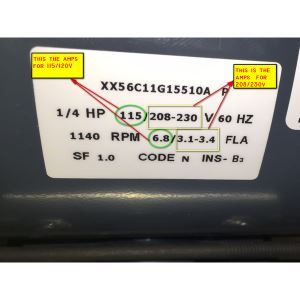 THIS THE AMPS
FOR 115/120V
THIS IS THE
AMPS FOR
208/230v.
XX56C11G15510A P
1/4 HP 115/208-230 V 60 HZ
1140 RPM 6.8/3.1-3.4 FLA
SF 1.0 CODE N INS- B3